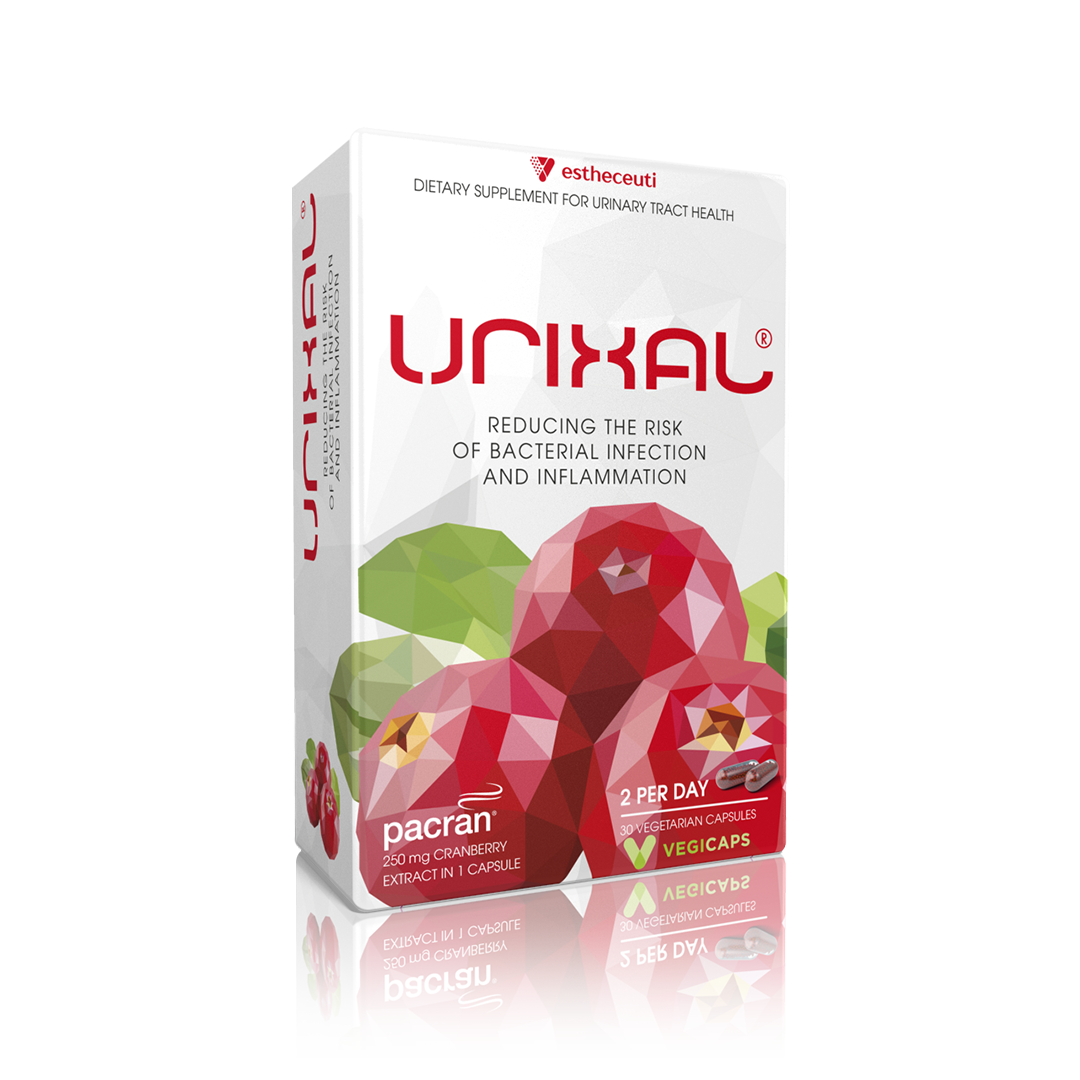 estheceuti
DIETARY SUPPLEMENT FOR URINARY TRACT HEALTH
URIXAL®
REDUCING THE RISK
OF BACTERIAL INFECTION
AND INFLAMMATION
pacran®
250 mg CRANBERRY
EXTRACT IN 1 CAPSULE
2 PER DAY
30 VEGETARIAN CAPSULES
VEGICAPS
URIXAL®
REDUCING THE RISK
OF BACTERIAL INFECTION
AND INFLAMMATION